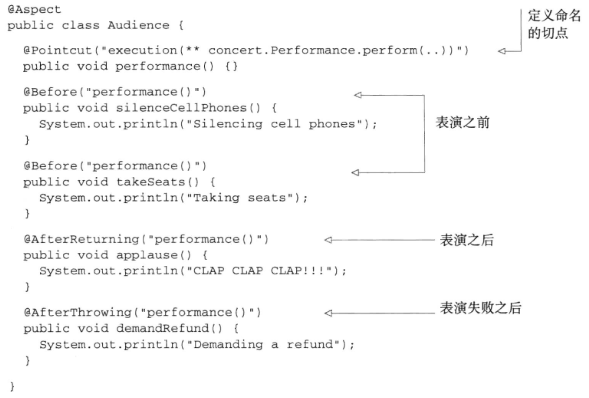 @Aspect
public class Audience {
@Pointcut("execution(** concert.Performance.perform(..))")
定义命名
的切点
public void performance() {}
@Before("performance()")
public void silenceCellPhones() {
System.out.println("Silencing cell phones");
}
表演之前
@Before("performance()")
public void takeSeats() {
System.out.println("Taking seats");
}
@AfterReturning("performance()")
表演之后
public void applause() {
System.out.println("CLAP CLAP CLAP!!!");
}
@AfterThrowing("performance()")
表演失败之后
public void demandRefund() {
System.out.println("Demanding a refund");
}
}